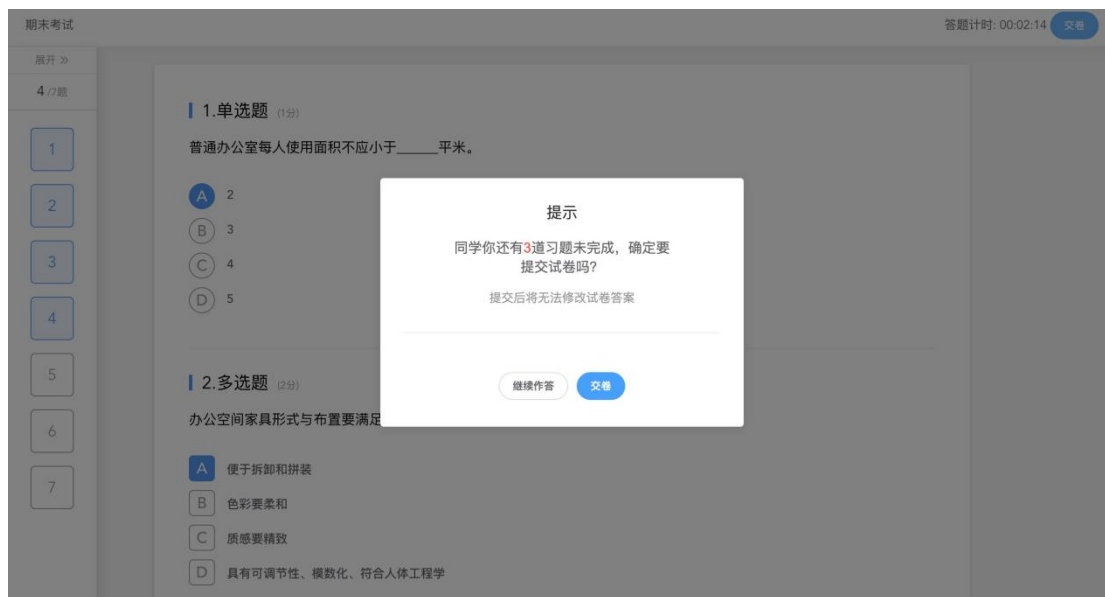 期末考试
答题计时: 00:02:14 交卷
展开 》
4 /7题
1
2
3
4
5
6
7
1.单选题 (1分)
普通办公室每人使用面积不应小于_____平米。
A 2
B 3
C 4
D 5
2.多选题 (2分)
办公空间家具形式与布置要满足
A 便于拆卸和拼装
B 色彩要柔和
C 质感要精致
D 具有可调节性、模数化、符合人体工程学
提示
同学你还有3道习题未完成，确定要
提交试卷吗?
提交后将无法修改试卷答案
继续作答 交卷